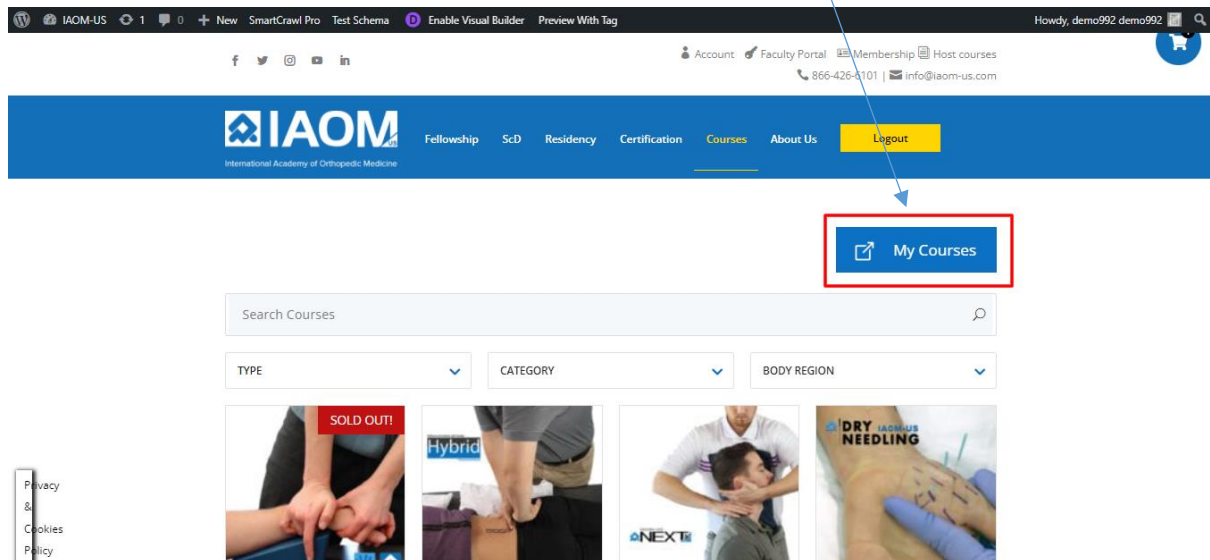 IAOM-US 1 0 New SmartCrawl Pro Test Schema D Enable Visual Builder Preview With Tag Howdy, demo992 demo992
Account Faculty Portal Membership Host courses
866-426-6101 | info@iaom-us.com
IAOM us
International Academy of Orthopedic Medicine
Fellowship ScD Residency Certification Courses About Us Logout
My Courses
Search Courses
TYPE CATEGORY BODY REGION
SOLD OUT!
Hybrid
NEXT
DRY IAOM-US
NEEDLING
Privacy
&
Cookies
Policy